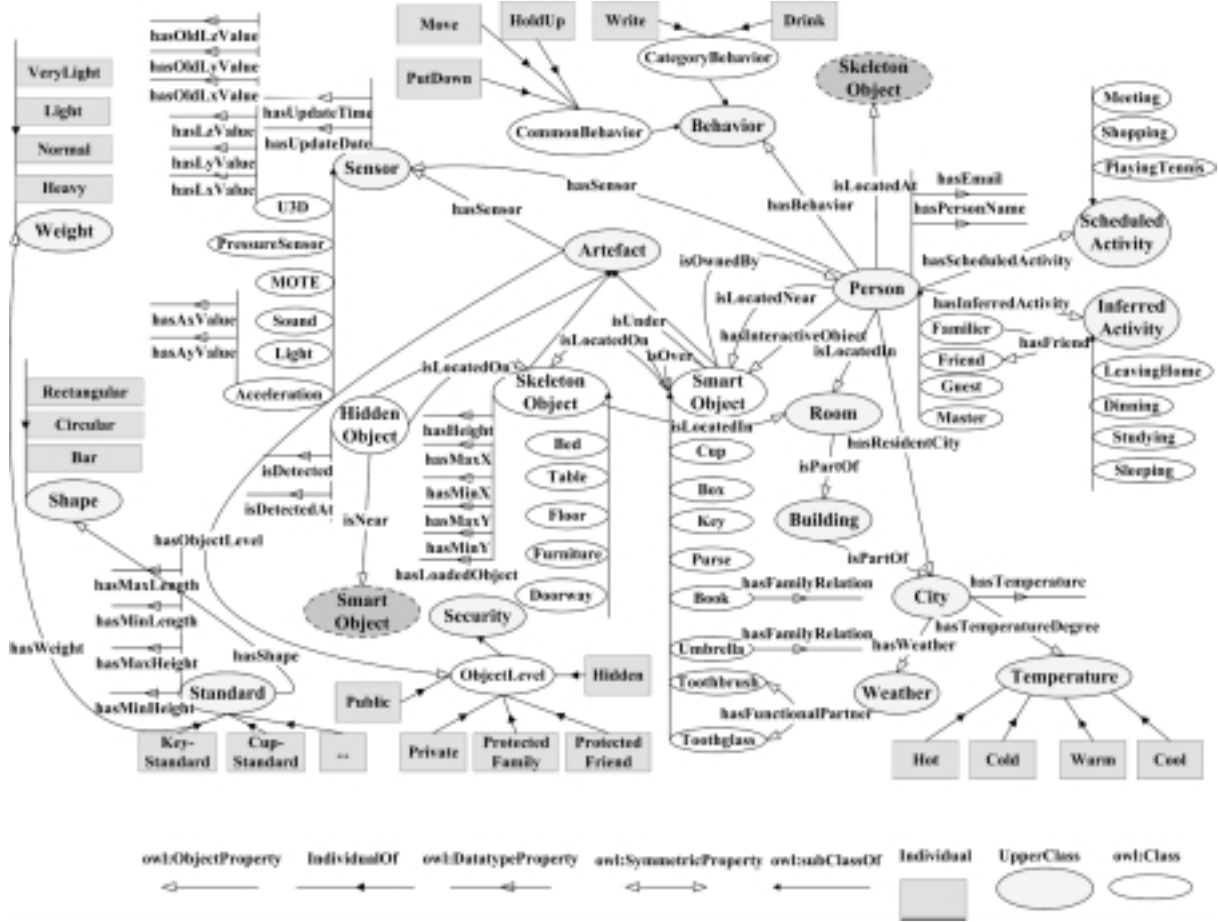 hasOldLzValue
hasOldLyValue
hasOldLxValue
hasUpdateTime
hasUpdateDate
hasLzValue
hasLyValue
hasLxValue
Move
HoldUp
Write
Drink
PutDown
CategoryBehavior
CommonBehavior
Behavior
Skeleton
Object
isLocatedAt
Meeting
Shopping
PlayingTennis
hasEmail
hasPersonName
Scheduled
Activity
hasScheduledActivity
VeryLight
Light
Normal
Heavy
Weight
Sensor
hasSensor
hasSensor
hasBehavior
U3D
PressureSensor
MOTE
Sound
Light
Acceleration
hasAxValue
hasAyValue
Artefact
isOwnedBy
isLocatedNear
Person
hasInferredActivity
Inferred
Activity
hasFriend
Familier
Friend
Guest
Master
LeavingHome
Dinning
Studying
Sleeping
isUnder
hasInteractiveObject
isLocatedOn
isOver
isLocatedIn
isLocatedOn
Rectangular
Circular
Bar
Shape
Hidden
Object
Skeleton
Object
Smart
Object
Room
isLocatedIn
hasResidentCity
isPartOf
Building
isPartOf
hasHeight
hasMaxX
hasMinX
hasMaxY
hasMinY
hasLoadedObject
Bed
Table
Floor
Furniture
Doorway
Cup
Box
Key
Purse
Book
hasFamilyRelation
Umbrella
hasFamilyRelation
Toothbrush
hasFunctionalPartner
Toothglass
isDetected
isDetectedAt
isNear
Smart
Object
hasObjectLevel
hasMaxLength
hasMinLength
hasMaxHeight
hasMinHeight
hasWeight
hasShape
Standard
Key-
Standard
Cup-
Standard
...
Security
ObjectLevel
Public
Hidden
Private
Protected
Family
Protected
Friend
City
hasTemperature
hasTemperatureDegree
hasWeather
Weather
Temperature
Hot
Cold
Warm
Cool
owl:ObjectProperty
IndividualOf
owl:DatatypeProperty
owl:SymmetricProperty
owl:subClassOf
Individual
UpperClass
owl:Class